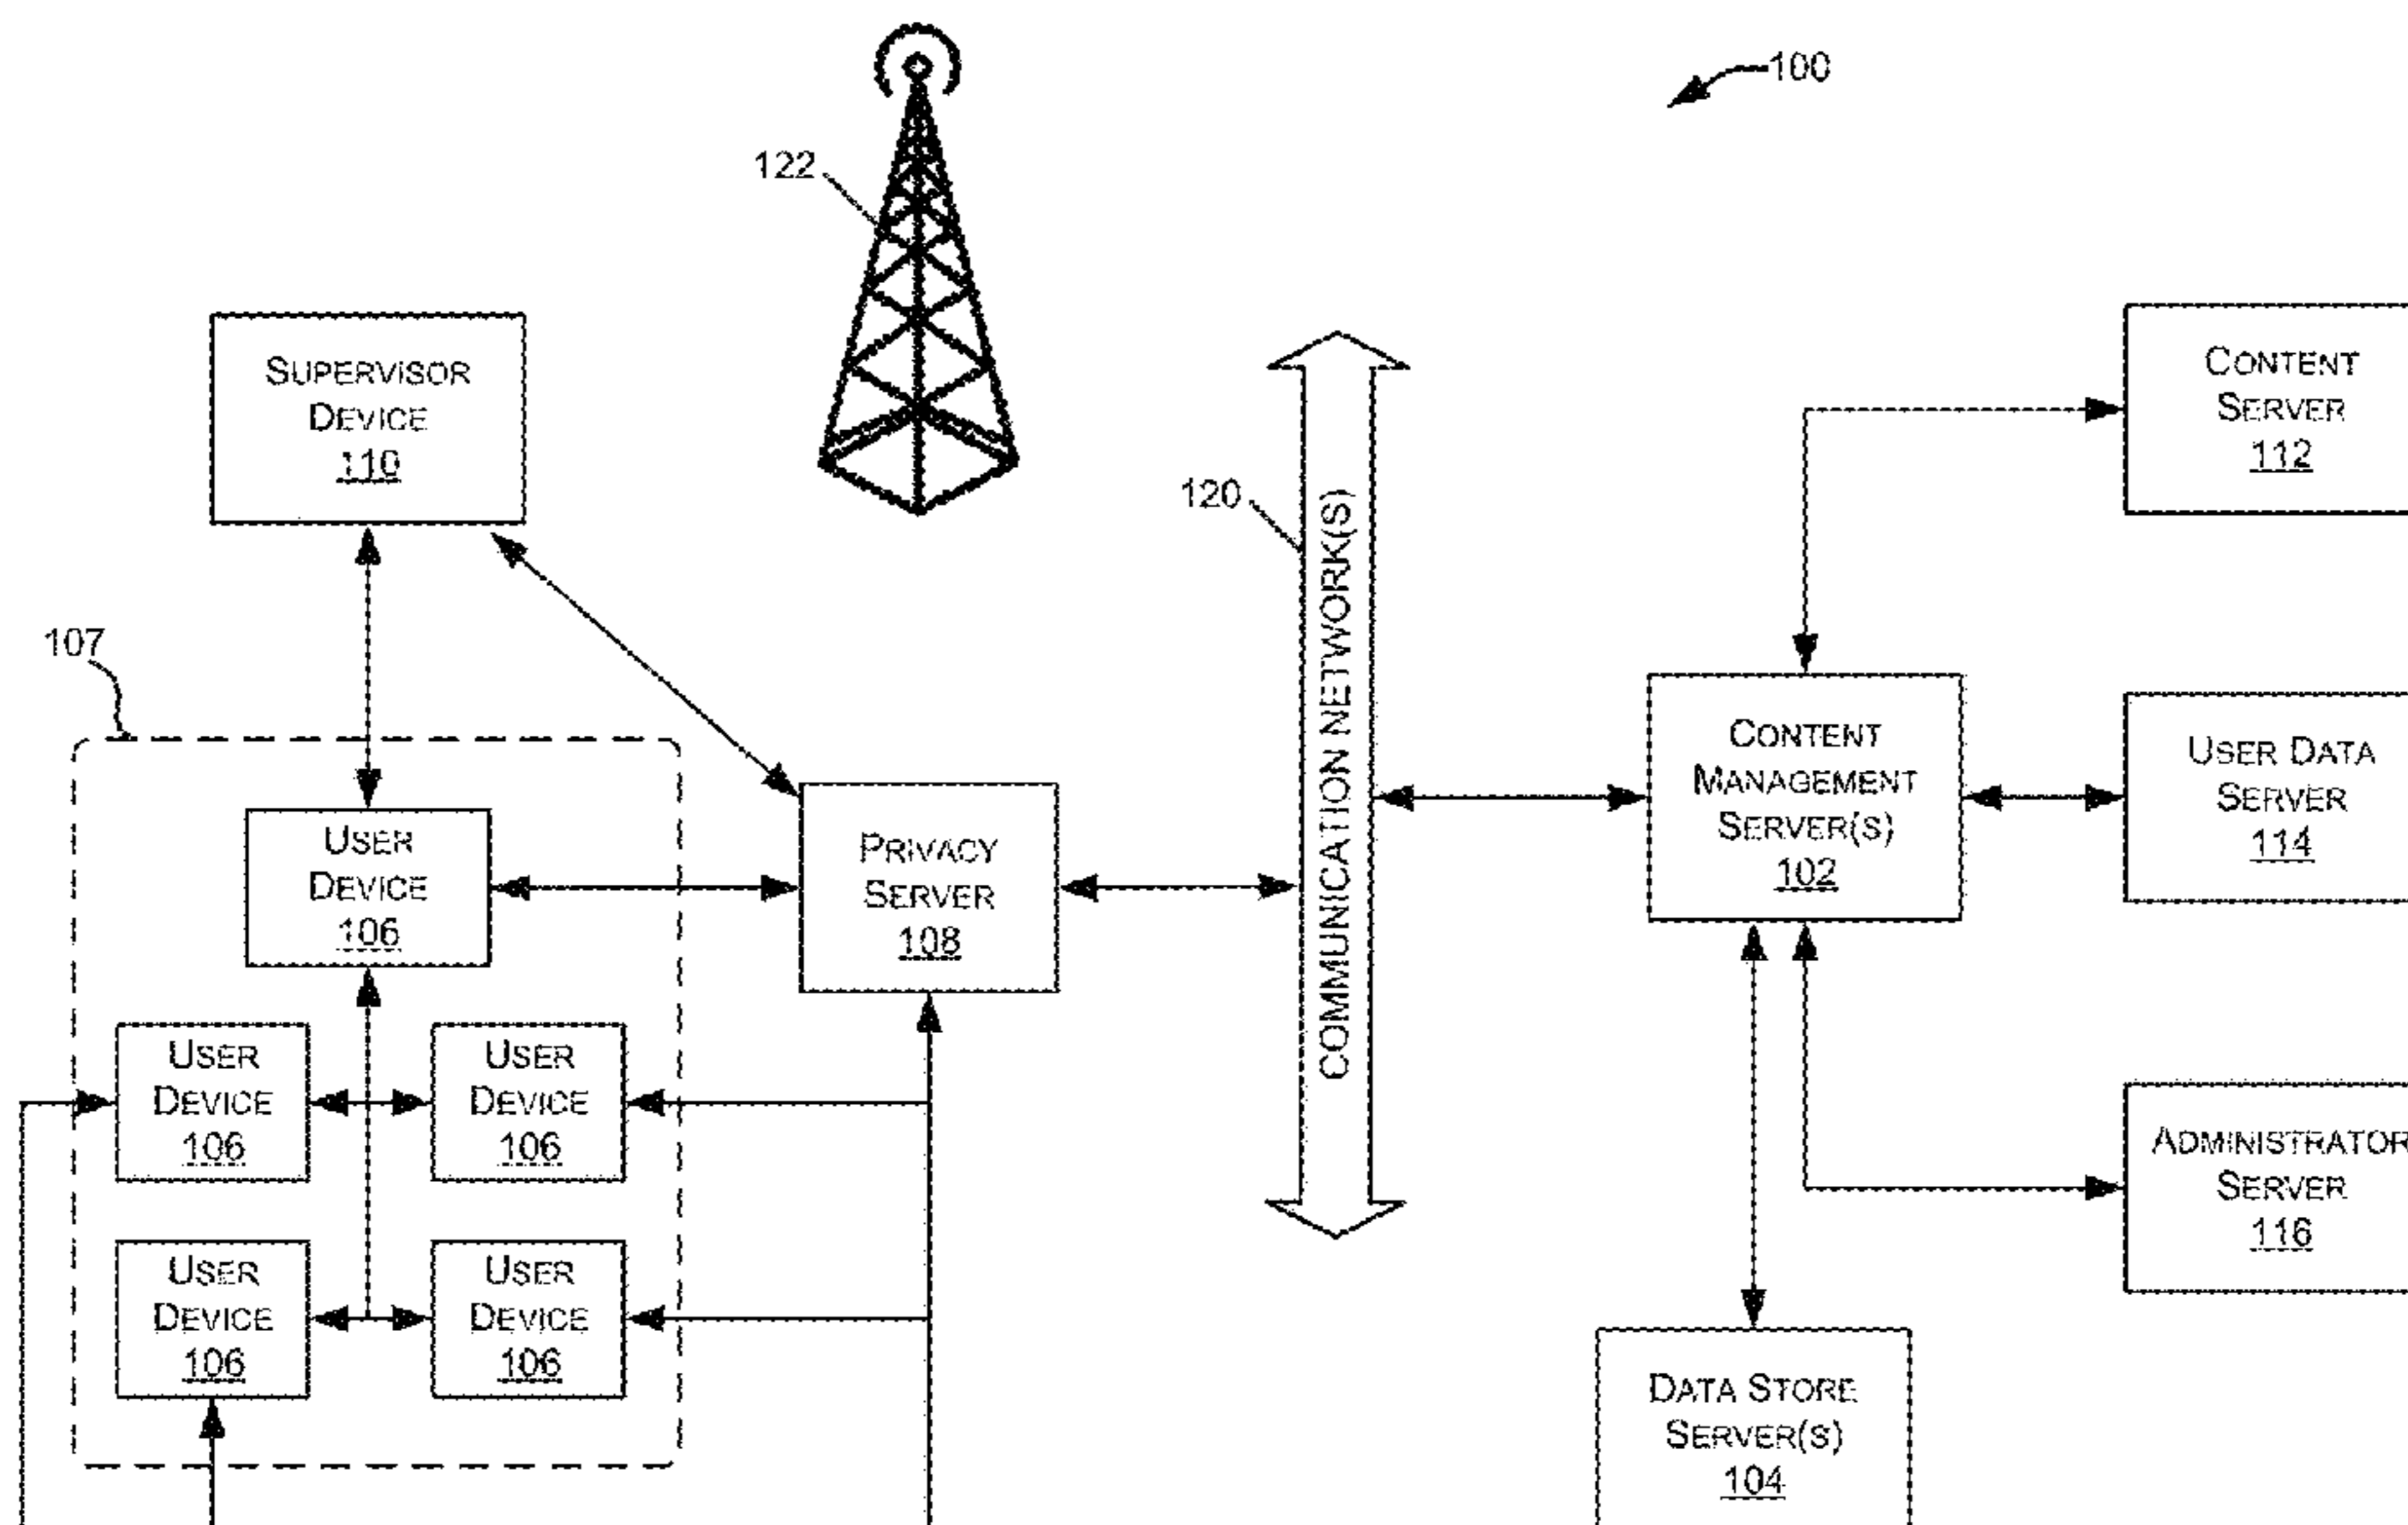 100
122
SUPERVISOR
DEVICE
110
CONTENT
SERVER
112
120
COMMUNICATION NETWORK(S)
107
CONTENT
MANAGEMENT
SERVER(S)
102
USER DATA
SERVER
114
USER
DEVICE
106
PRIVACY
SERVER
108
USER
DEVICE
106
USER
DEVICE
106
ADMINISTRATOR
SERVER
116
USER
DEVICE
106
USER
DEVICE
106
DATA STORE
SERVER(S)
104